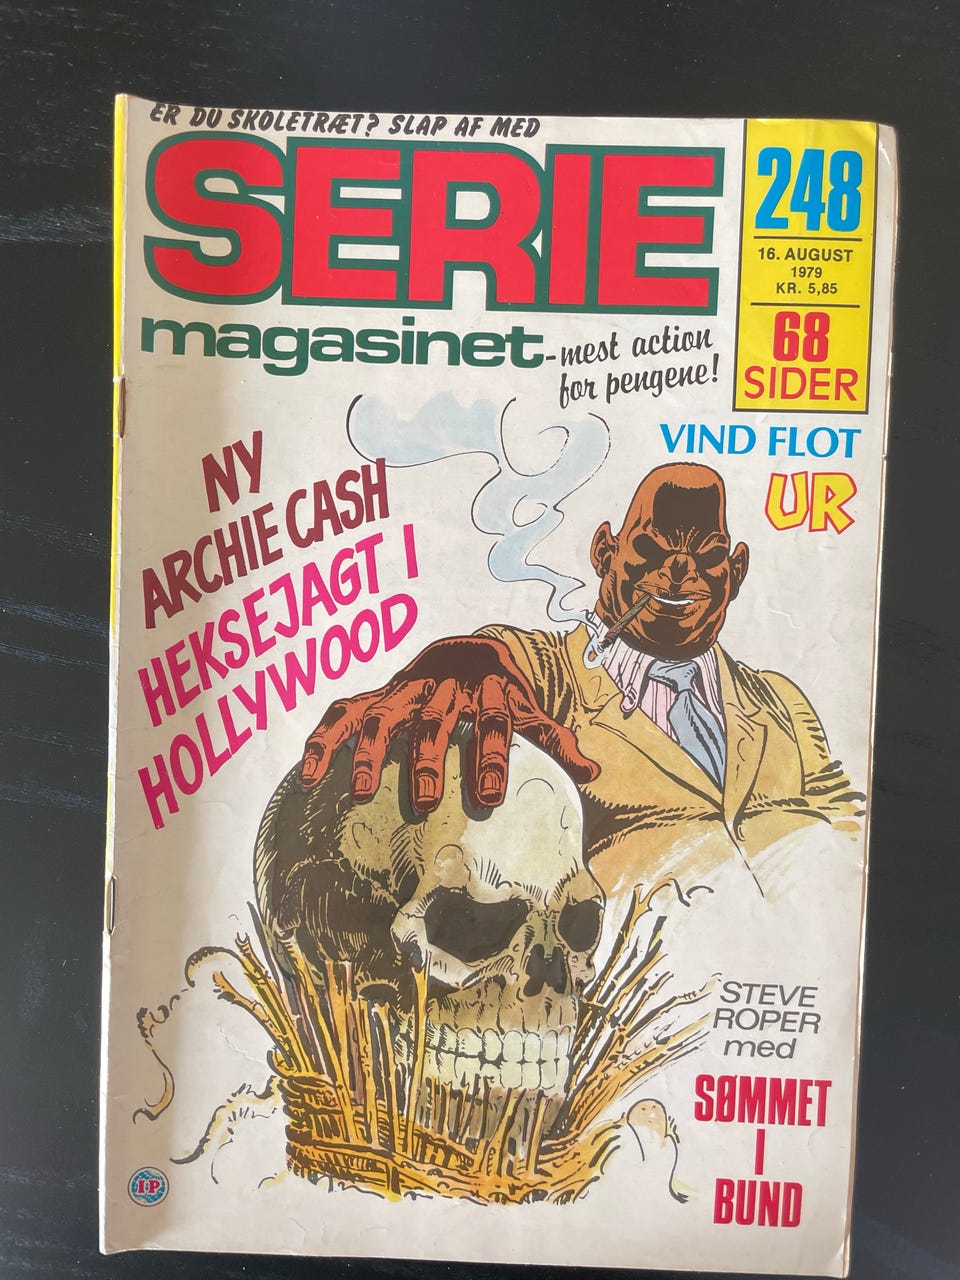 ER DU SKOLETRÆT? SLAP AF MED
SERIE
magasinet
-mest action
for pengene!
248
16. AUGUST
1979
KR. 5,85
68
SIDER
VIND FLOT
UR
NY
ARCHIE CASH
HEKSEJAGT I
HOLLYWOOD
STEVE
ROPER
med
SØMMET
I
BUND
I·P